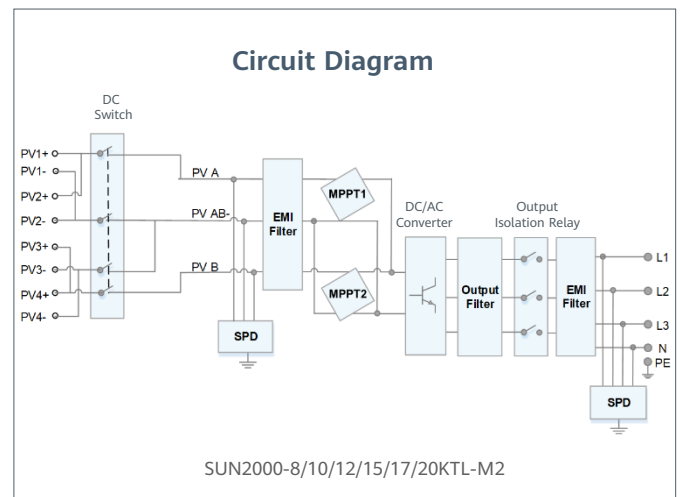 Circuit Diagram
DC
Switch
PV1+
PV1-
PV2+
PV2-
PV3+
PV3-
PV4+
PV4-
PV A
PV AB-
PV B
EMI
Filter
SPD
MPPT1
MPPT2
DC/AC
Converter
Output
Filter
Output
Isolation Relay
EMI
Filter
L1
L2
L3
N
PE
SPD
SUN2000-8/10/12/15/17/20KTL-M2